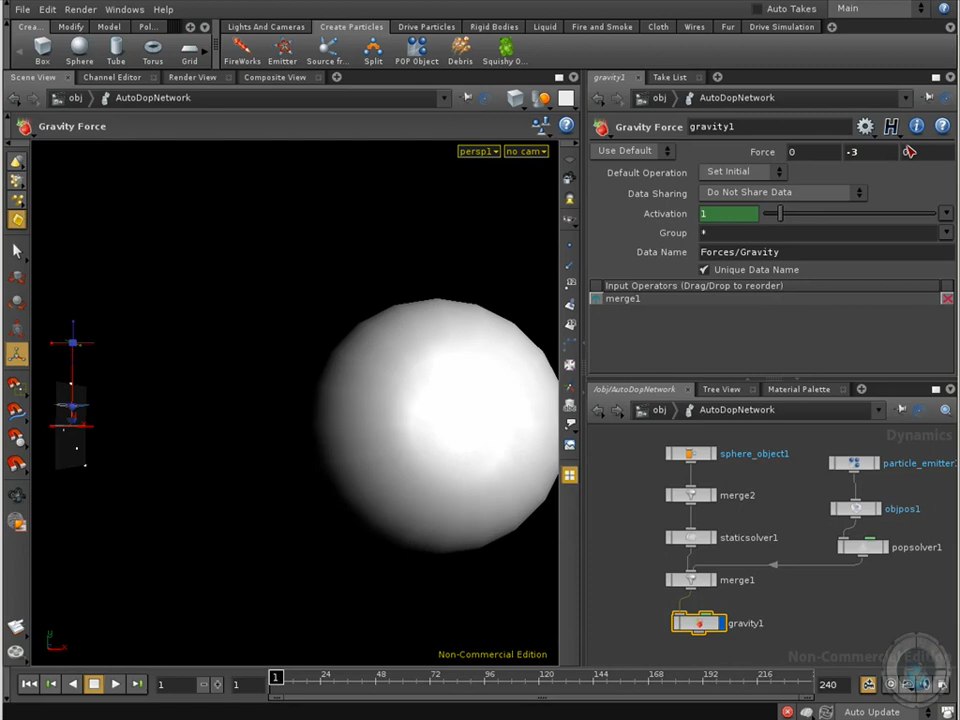 File Edit Render Windows Help Auto Takes Main
Crea... Modify Model Pol... Lights And Cameras Create Particles Drive Particles Rigid Bodies Liquid Fire and Smoke Cloth Wires Fur Drive Simulation
Box Sphere Tube Torus Grid FireWorks Emitter Source fr... Split POP Object Debris Squishy O...
Scene View Channel Editor Render View Composite View gravity1 Take List
obj AutoDopNetwork obj AutoDopNetwork
Gravity Force Gravity Force gravity1
persp1 no cam Use Default Force 0 -3
Default Operation Set Initial
Data Sharing Do Not Share Data
Activation 1
Group *
Data Name Forces/Gravity
Unique Data Name
Input Operators (Drag/Drop to reorder)
merge1
/obj/AutoDopNetwork Tree View Material Palette
obj AutoDopNetwork
Dynamics
sphere_object1 particle_emitter
merge2
objpos1
staticsolver1
popsolver1
merge1
gravity1
Non-Commercial Edition
Non-Commercial
1 1 1 24 48 72 96 120 144 168 192 216 240
Auto Update